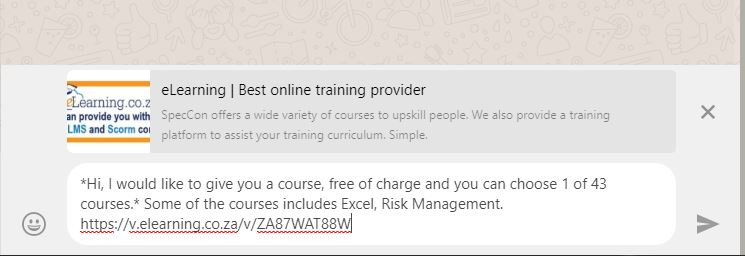 eLearning | Best online training provider
eLearning.co.z
an provide you with
LMS and Scorm co
SpecCon offers a wide variety of courses to upskill people. We also provide a training
platform to assist your training curriculum. Simple.
*Hi, I would like to give you a course, free of charge and you can choose 1 of 43
courses.* Some of the courses includes Excel, Risk Management.
https://v.elearning.co.za/v/ZA87WAT88W